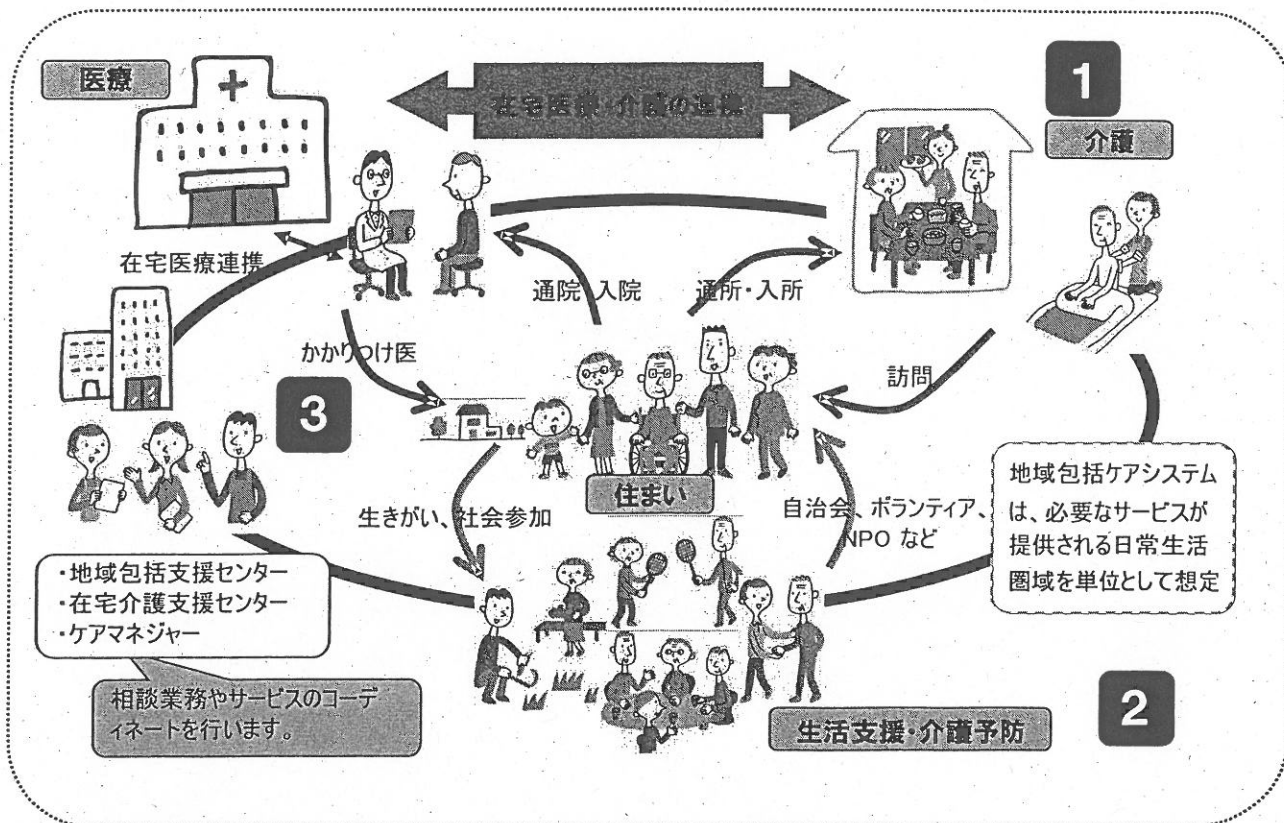 医療
在宅医療・介護の連携
1
介護
在宅医療連携
通院・入院
通所・入所
かかりつけ医
訪問
3
住まい
生きがい、社会参加
自治会、ボランティア、
NPO など
地域包括ケアシステム
は、必要なサービスが
提供される日常生活
圏域を単位として想定
・地域包括支援センター
・在宅介護支援センター
・ケアマネジャー
相談業務やサービスのコーデ
ィネートを行います。
生活支援・介護予防
2